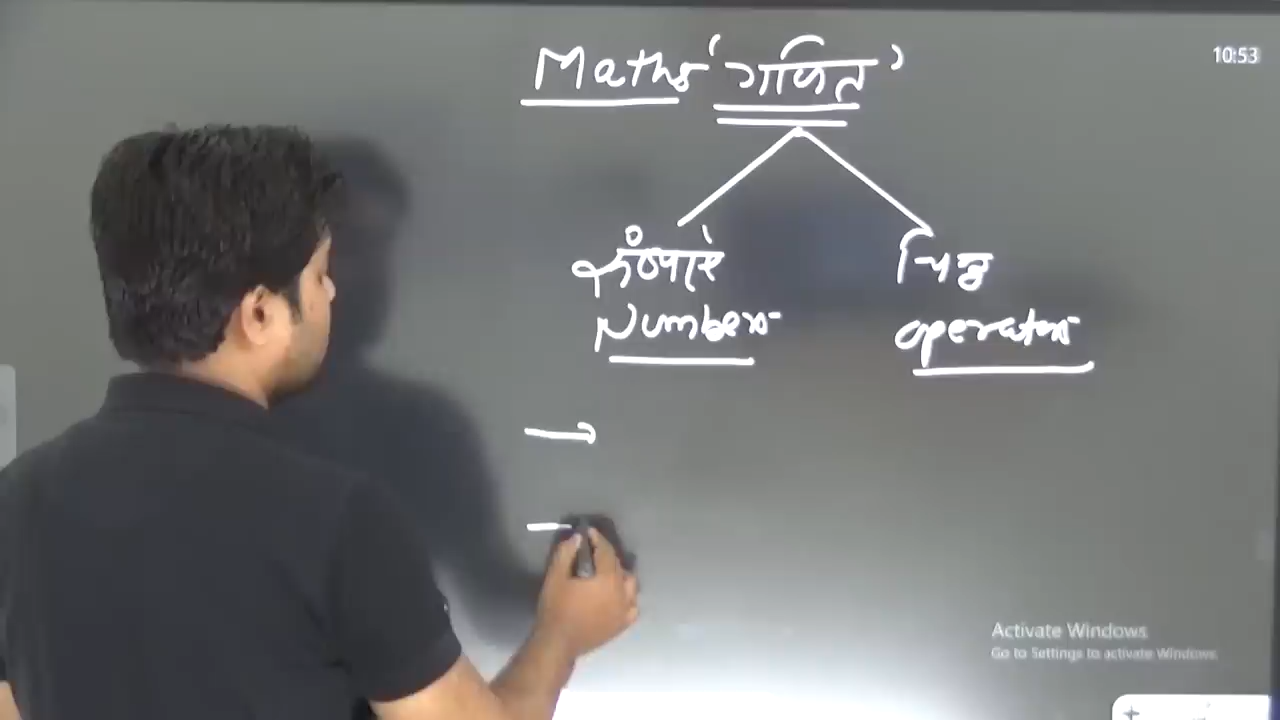 10:53
Maths 'गणित'
संख्याएं चिन्ह
Numbers operators
Activate Windows
Go to Settings to activate Windows.